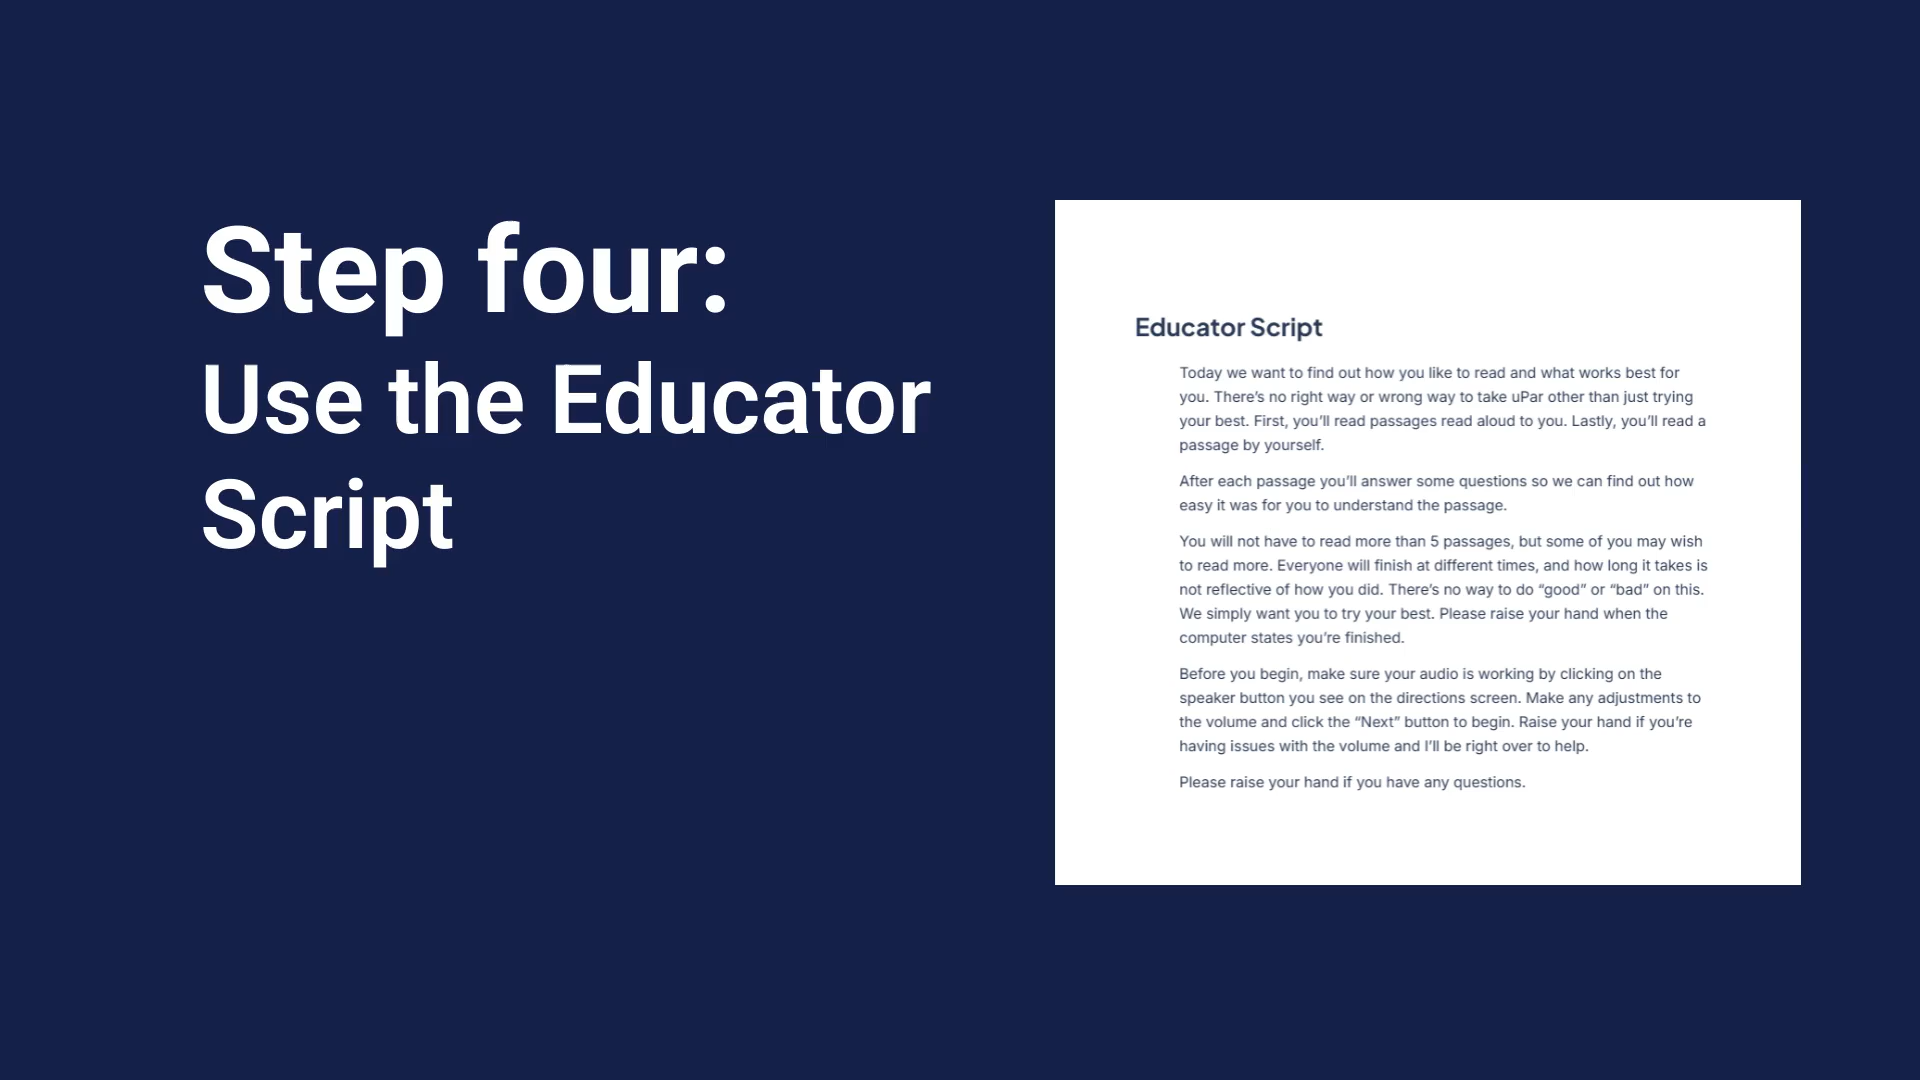 Step four:
Use the Educator
Script
Educator Script
Today we want to find out how you like to read and what works best for
you. There’s no right way or wrong way to take uPar other than just trying
your best. First, you’ll read passages read aloud to you. Lastly, you’ll read a
passage by yourself.
After each passage you’ll answer some questions so we can find out how
easy it was for you to understand the passage.
You will not have to read more than 5 passages, but some of you may wish
to read more. Everyone will finish at different times, and how long it takes is
not reflective of how you did. There’s no way to do “good” or “bad” on this.
We simply want you to try your best. Please raise your hand when the
computer states you’re finished.
Before you begin, make sure your audio is working by clicking on the
speaker button you see on the directions screen. Make any adjustments to
the volume and click the “Next” button to begin. Raise your hand if you’re
having issues with the volume and I’ll be right over to help.
Please raise your hand if you have any questions.